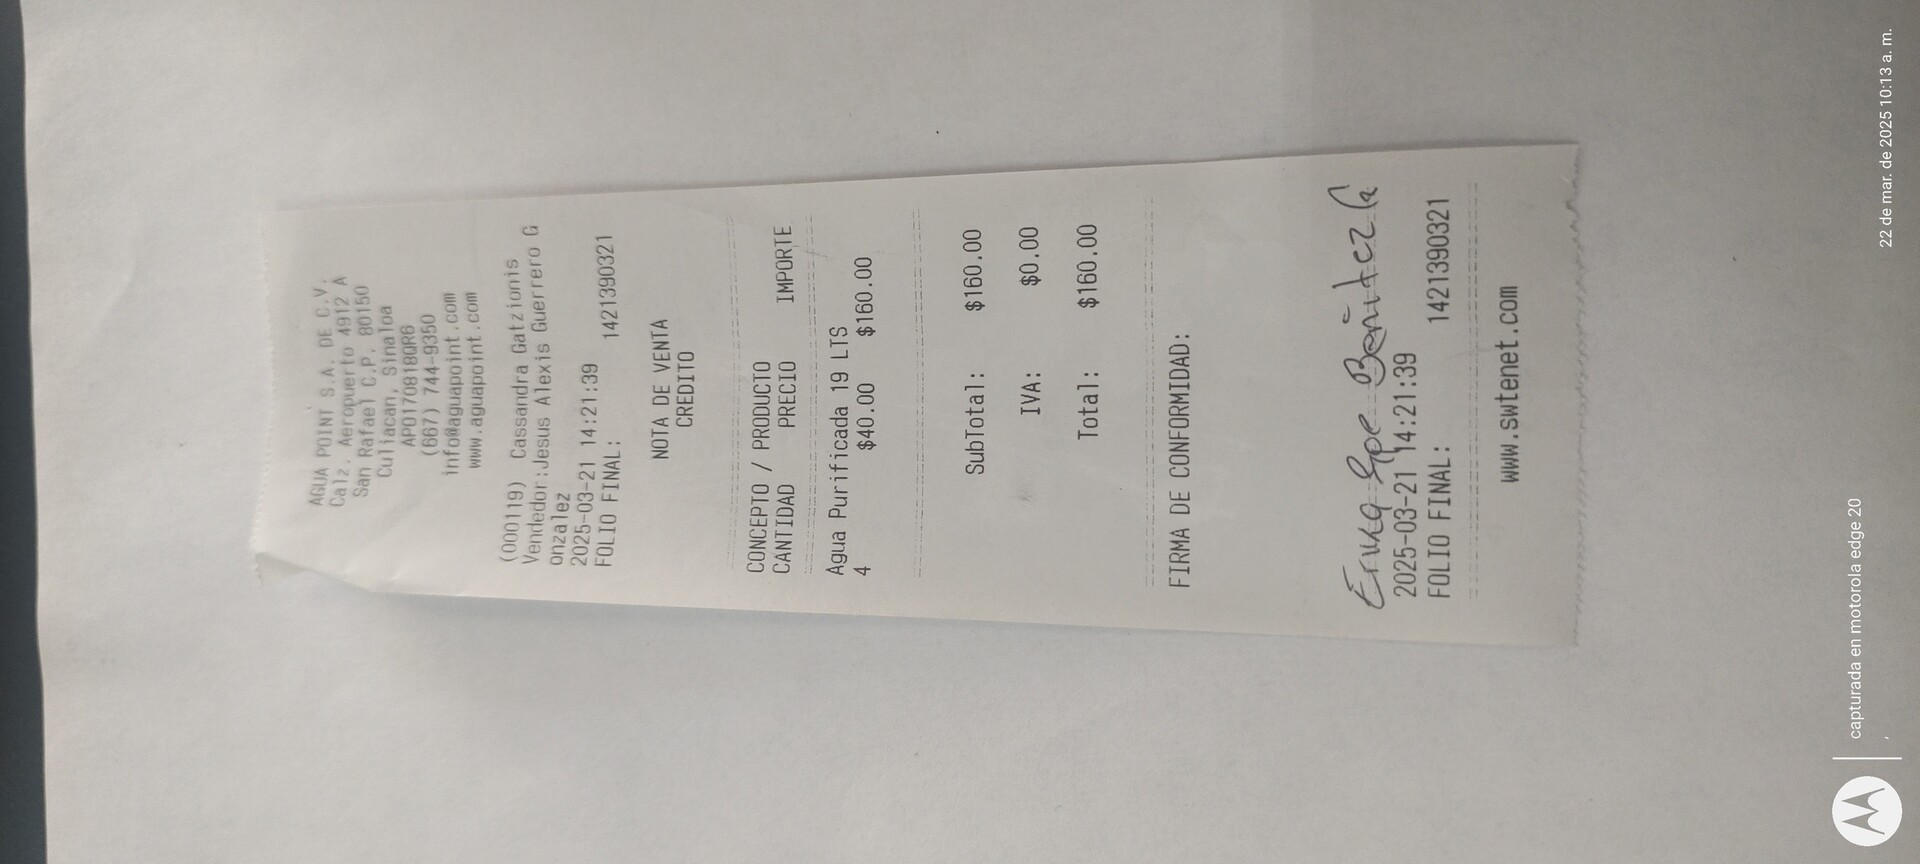 AGUA POINT S.A. DE C.V.
Calz. Aeropuerto 4912 A
San Rafael C.P. 80150
Culiacan, Sinaloa
APO170818QR6
(667) 744-9350
info@aguapoint.com
www.aguapoint.com
(000119) Cassandra Gatzionis
Vendedor:Jesus Alexis Guerrero G
onzalez
2025-03-21 14:21:39
FOLIO FINAL: 1421390321
NOTA DE VENTA
CREDITO
CONCEPTO / PRODUCTO
CANTIDAD PRECIO IMPORTE
Agua Purificada 19 LTS
4 $40.00 $160.00
SubTotal: $160.00
IVA: $0.00
Total: $160.00
FIRMA DE CONFORMIDAD:
Erika Gpe
2025-03-21 14:21:39
FOLIO FINAL: 1421390321
www.swtenet.com
capturada en motorola edge 20
22 de mar. de 2025 10:13 a. m.